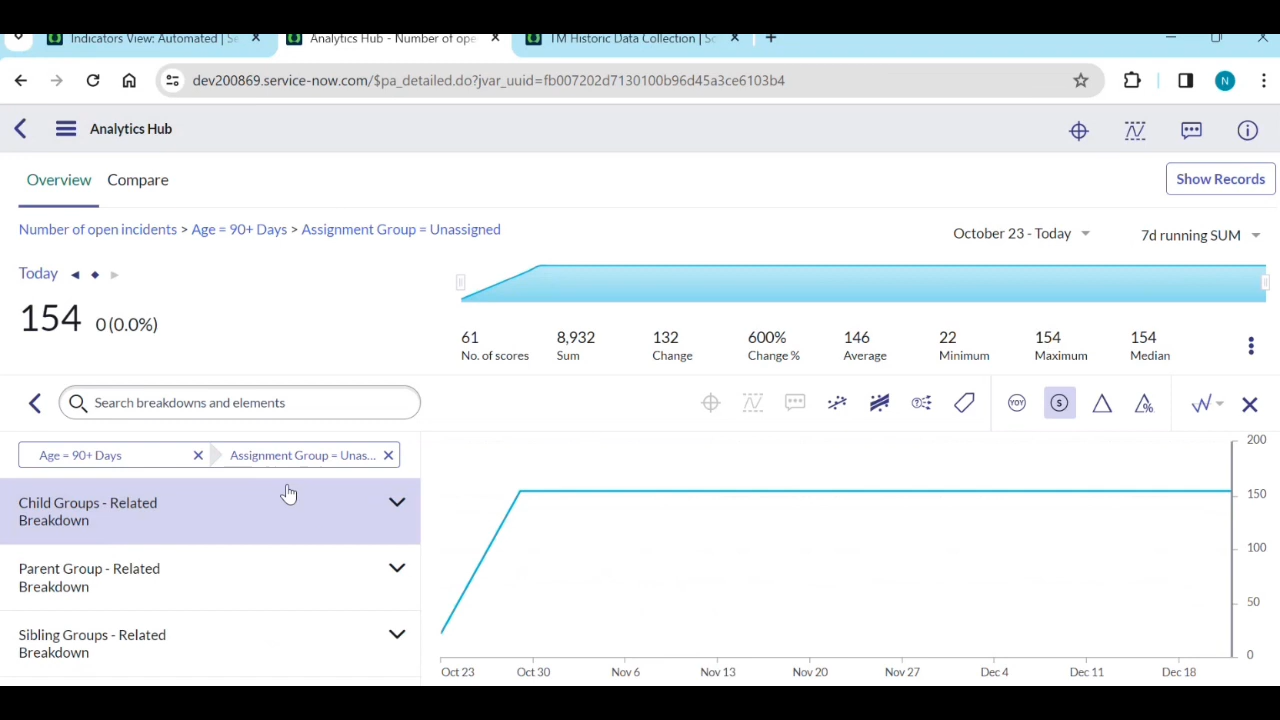 Indicators View: Automated | Se
Analytics Hub - Number of ope
TM Historic Data Collection | Sc
dev200869.service-now.com/$pa_detailed.do?jvar_uuid=fb007202d7130100b96d45a3ce6103b4
N
Analytics Hub
Overview Compare
Show Records
Number of open incidents > Age = 90+ Days > Assignment Group = Unassigned
October 23 - Today
7d running SUM
Today
154 0 (0.0%)
61 8,932 132 600% 146 22 154 154
No. of scores Sum Change Change % Average Minimum Maximum Median
Search breakdowns and elements
YOY S %
Age = 90+ Days
Assignment Group = Unas...
Child Groups - Related
Breakdown
Parent Group - Related
Breakdown
Sibling Groups - Related
Breakdown
200
150
100
50
0
Oct 23 Oct 30 Nov 6 Nov 13 Nov 20 Nov 27 Dec 4 Dec 11 Dec 18